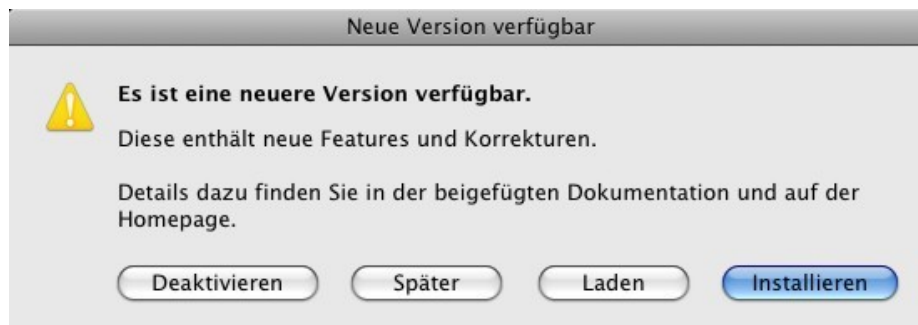 Neue Version verfügbar
Es ist eine neuere Version verfügbar.
Diese enthält neue Features und Korrekturen.
Details dazu finden Sie in der beigefügten Dokumentation und auf der
Homepage.
Deaktivieren Später Laden Installieren